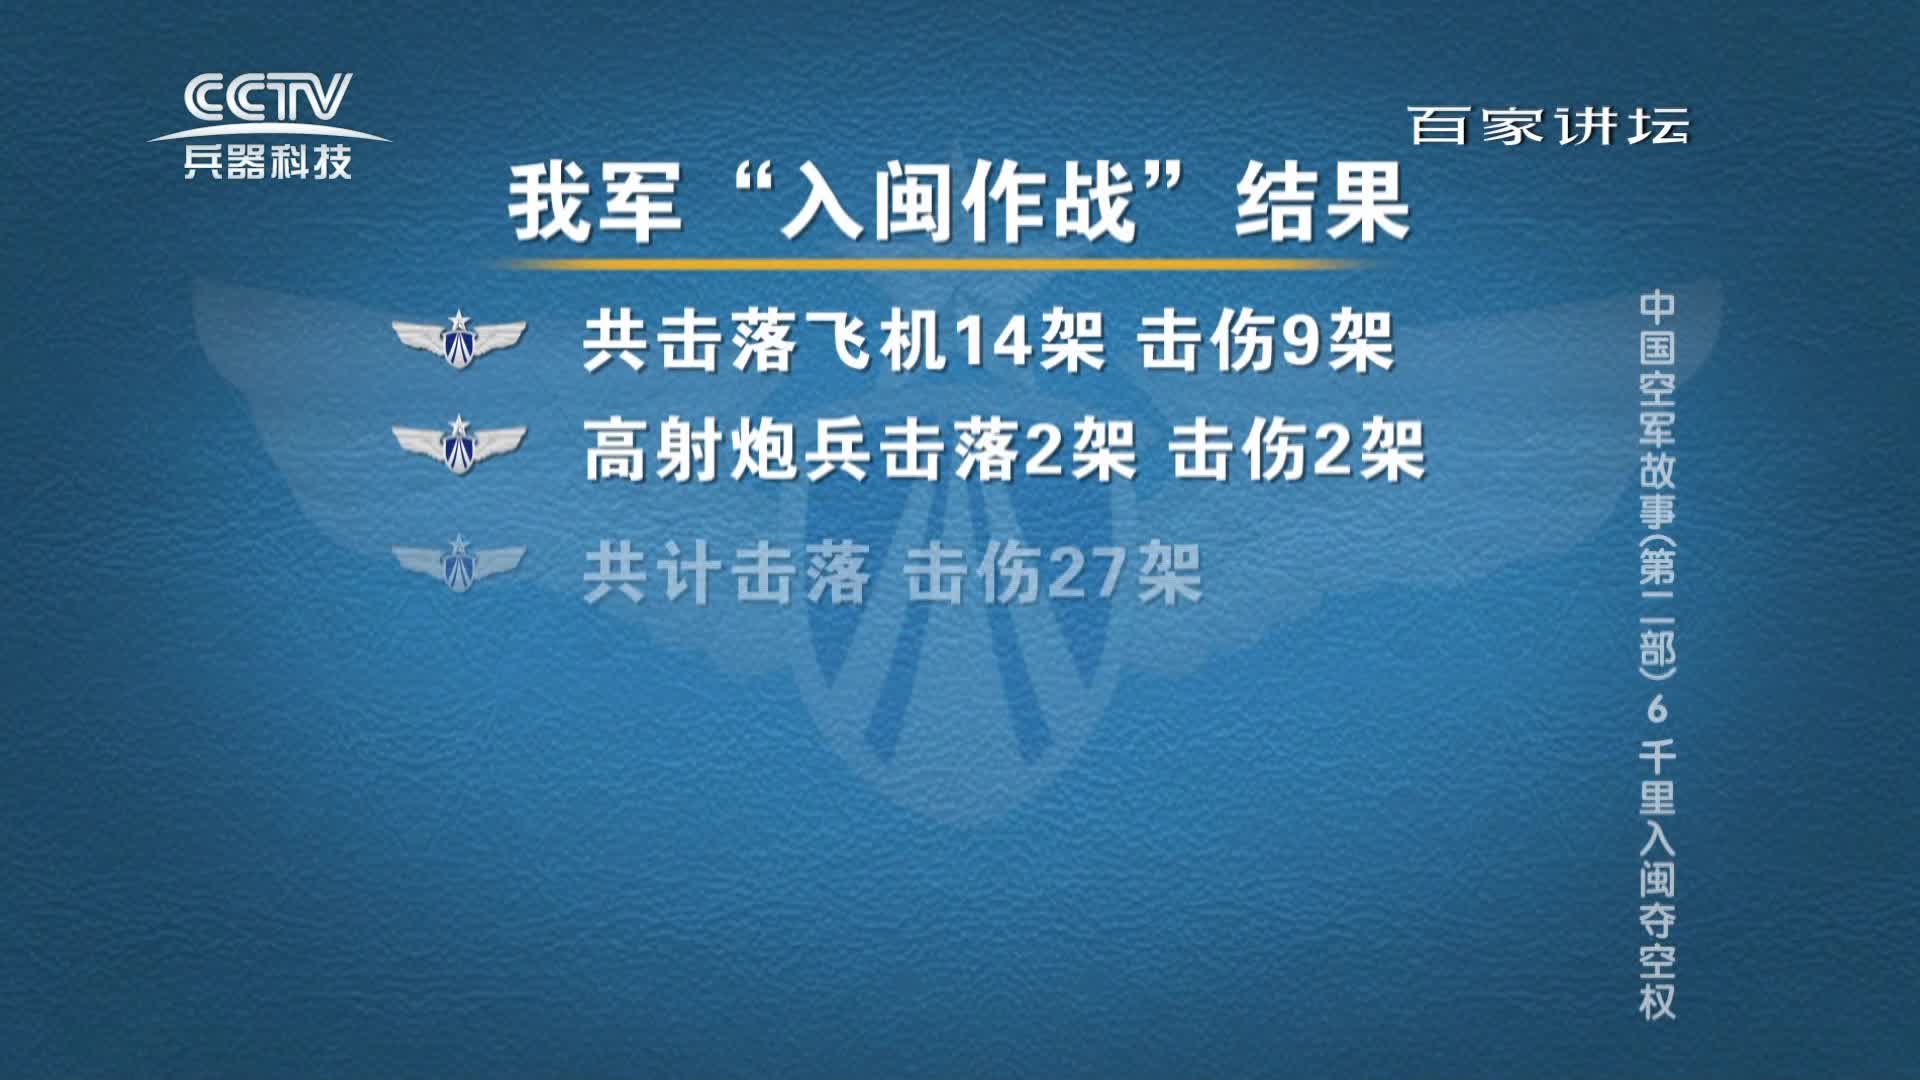 CCTV
兵器科技
百家讲坛
我军“入闽作战”结果
共击落飞机14架 击伤9架
高射炮兵击落2架 击伤2架
共计击落 击伤27架
中国空军故事(第二部) 6 千里入闽夺空权